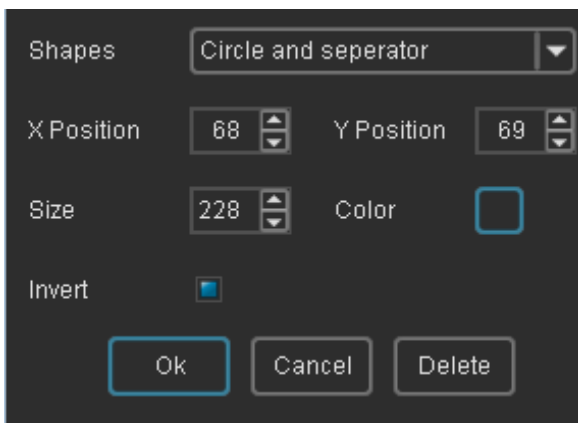 Shapes Circle and seperator
X Position 68 Y Position 69
Size 228 Color
Invert
Ok Cancel Delete